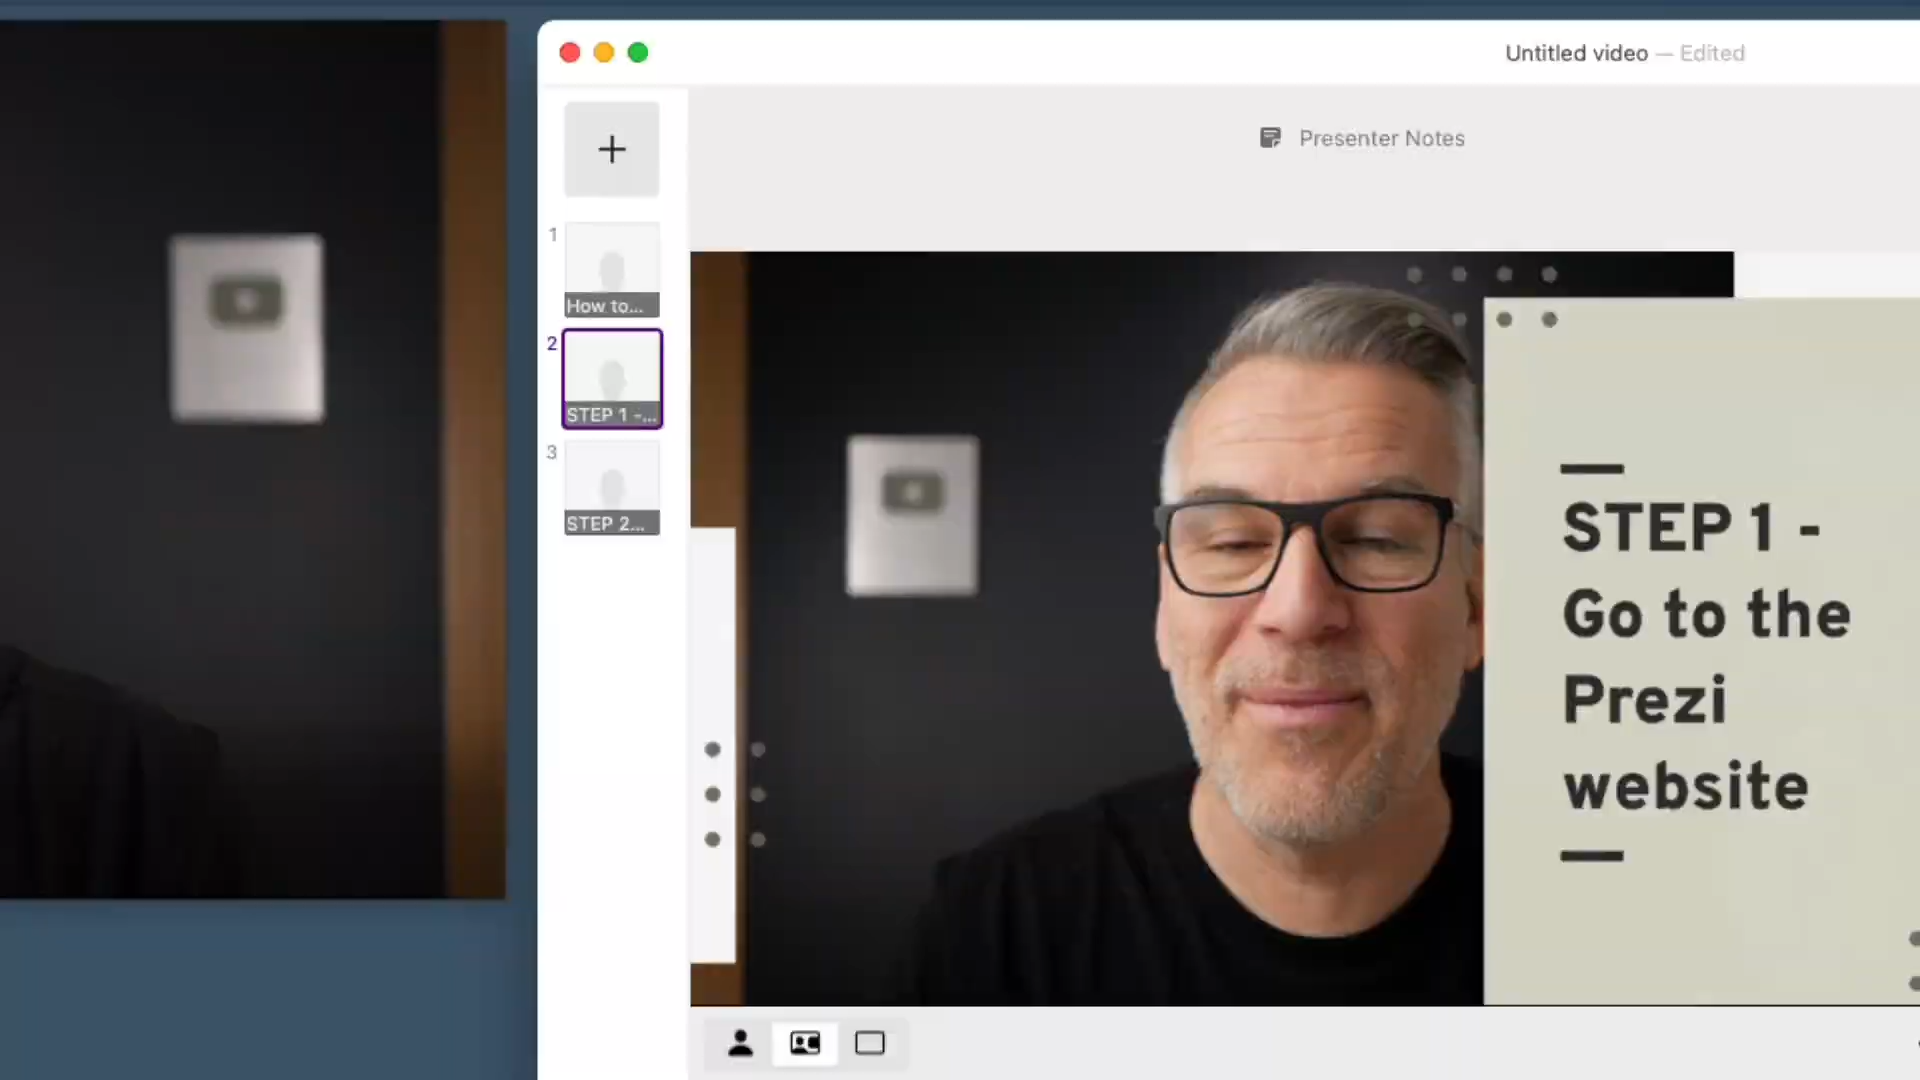 Untitled video — Edited
Presenter Notes
1
How to...
2
STEP 1 -...
3
STEP 2...
STEP 1 -
Go to the
Prezi
website